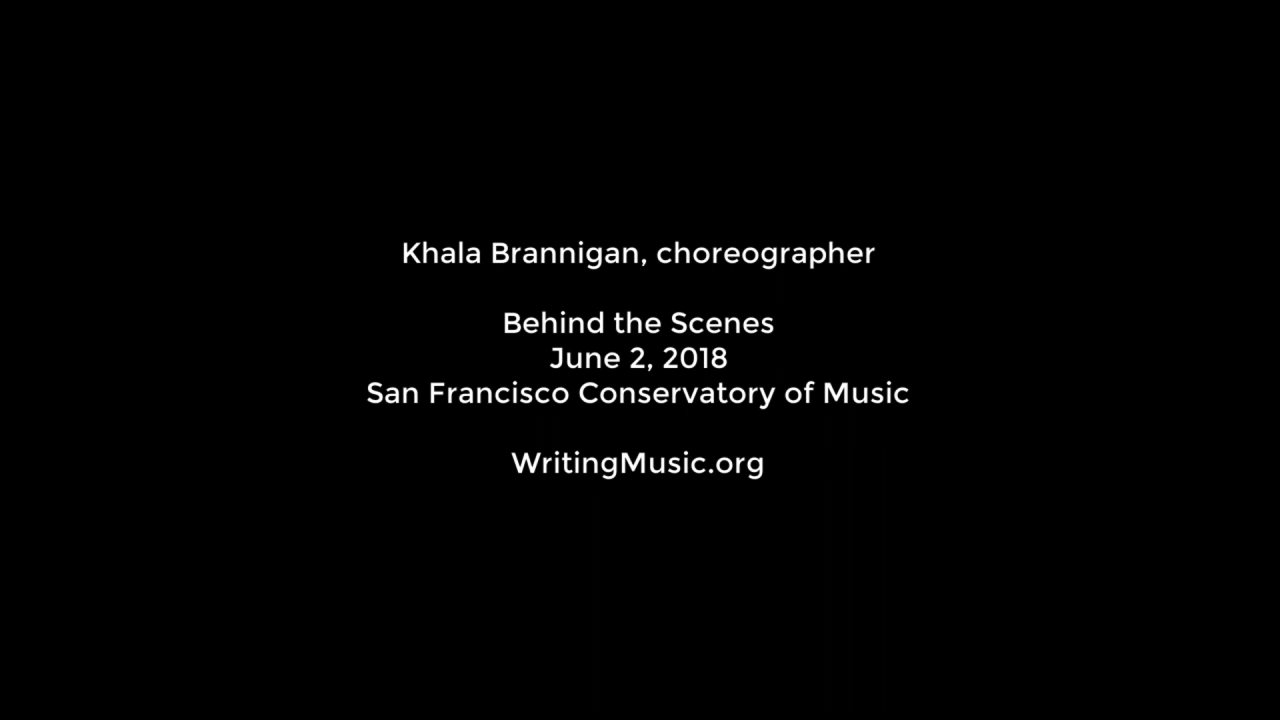 Khala Brannigan, choreographer
Behind the Scenes
June 2, 2018
San Francisco Conservatory of Music
WritingMusic.org